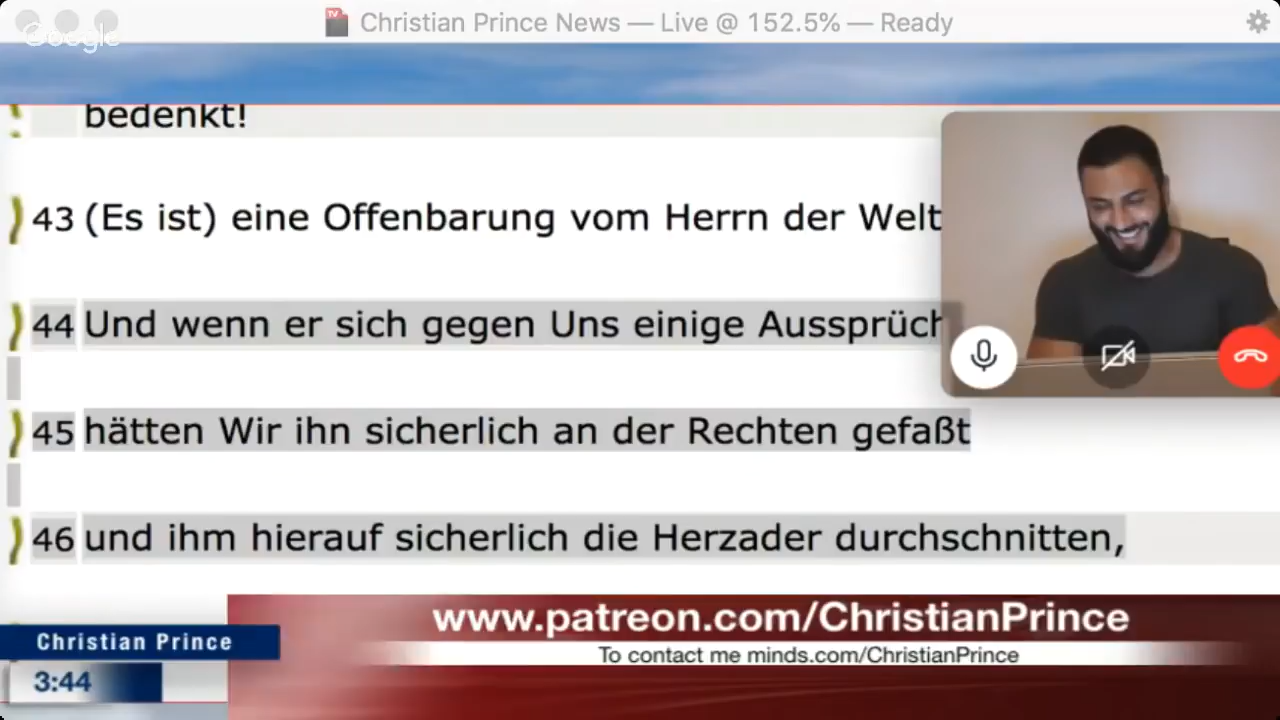 Google
Christian Prince News — Live @ 152.5% — Ready
bedenkt!
43 (Es ist) eine Offenbarung vom Herrn der Welt
44 Und wenn er sich gegen Uns einige Aussprüch
45 hätten Wir ihn sicherlich an der Rechten gefaßt
46 und ihm hierauf sicherlich die Herzader durchschnitten,
www.patreon.com/ChristianPrince
Christian Prince
To contact me minds.com/ChristianPrince
3:44